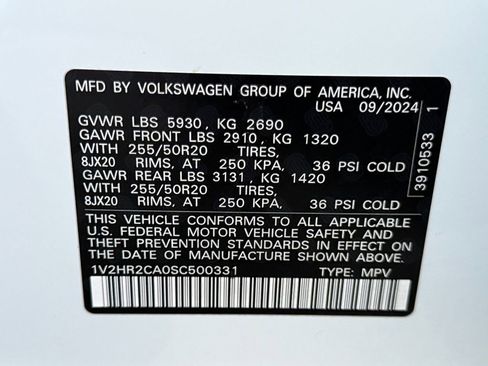 MFD BY VOLKSWAGEN GROUP OF AMERICA, INC.
USA 09/2024
GVWR LBS 5930, KG 2690
GAWR FRONT LBS 2910, KG 1320
WITH 255/50R20 TIRES,
8JX20 RIMS, AT 250 KPA, 36 PSI COLD
GAWR REAR LBS 3131, KG 1420
WITH 255/50R20 TIRES,
8JX20 RIMS, AT 250 KPA, 36 PSI COLD
THIS VEHICLE CONFORMS TO ALL APPLICABLE
U.S. FEDERAL MOTOR VEHICLE SAFETY AND
THEFT PREVENTION STANDARDS IN EFFECT ON
THE DATE OF MANUFACTURE SHOWN ABOVE.
1V2HR2CA0SC500331 TYPE: MPV
3910533 1